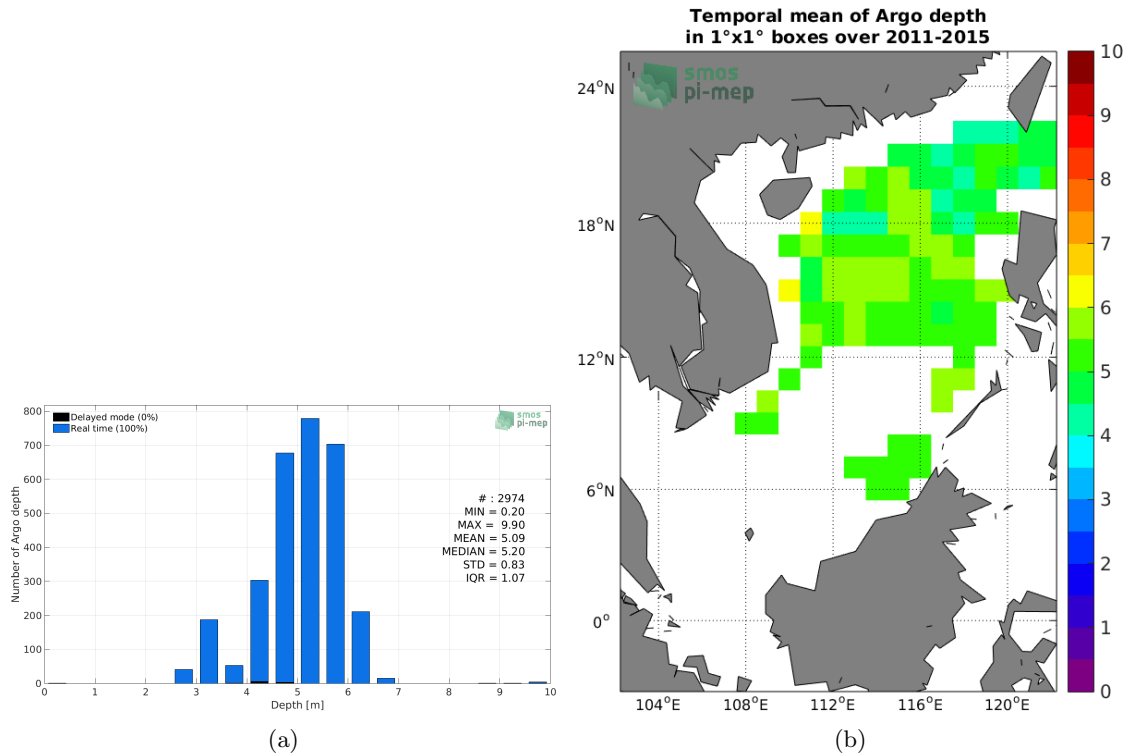 Temporal mean of Argo depth
in 1°x1° boxes over 2011-2015
smos
pi-mep
24°N
18°N
12°N
6°N
0°
104°E
108°E
112°E
116°E
120°E
10
9
8
7
6
5
4
3
2
1
0
(b)
800
700
600
500
400
300
200
100
0
Number of Argo depth
Delayed mode (0%)
Real time (100%)
smos
pi-mep
# : 2974
MIN = 0.20
MAX = 9.90
MEAN = 5.09
MEDIAN = 5.20
STD = 0.83
IQR = 1.07
0 1 2 3 4 5 6 7 8 9 10
Depth [m]
(a)